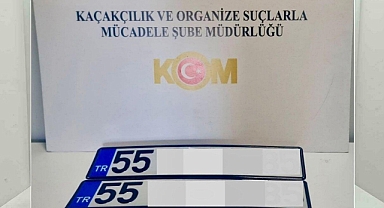 KAÇAKÇILIK VE ORGANİZE SUÇLARLA
MÜCADELE ŞUBE MÜDÜRLÜĞÜ
KOM
TR 55
TR 55